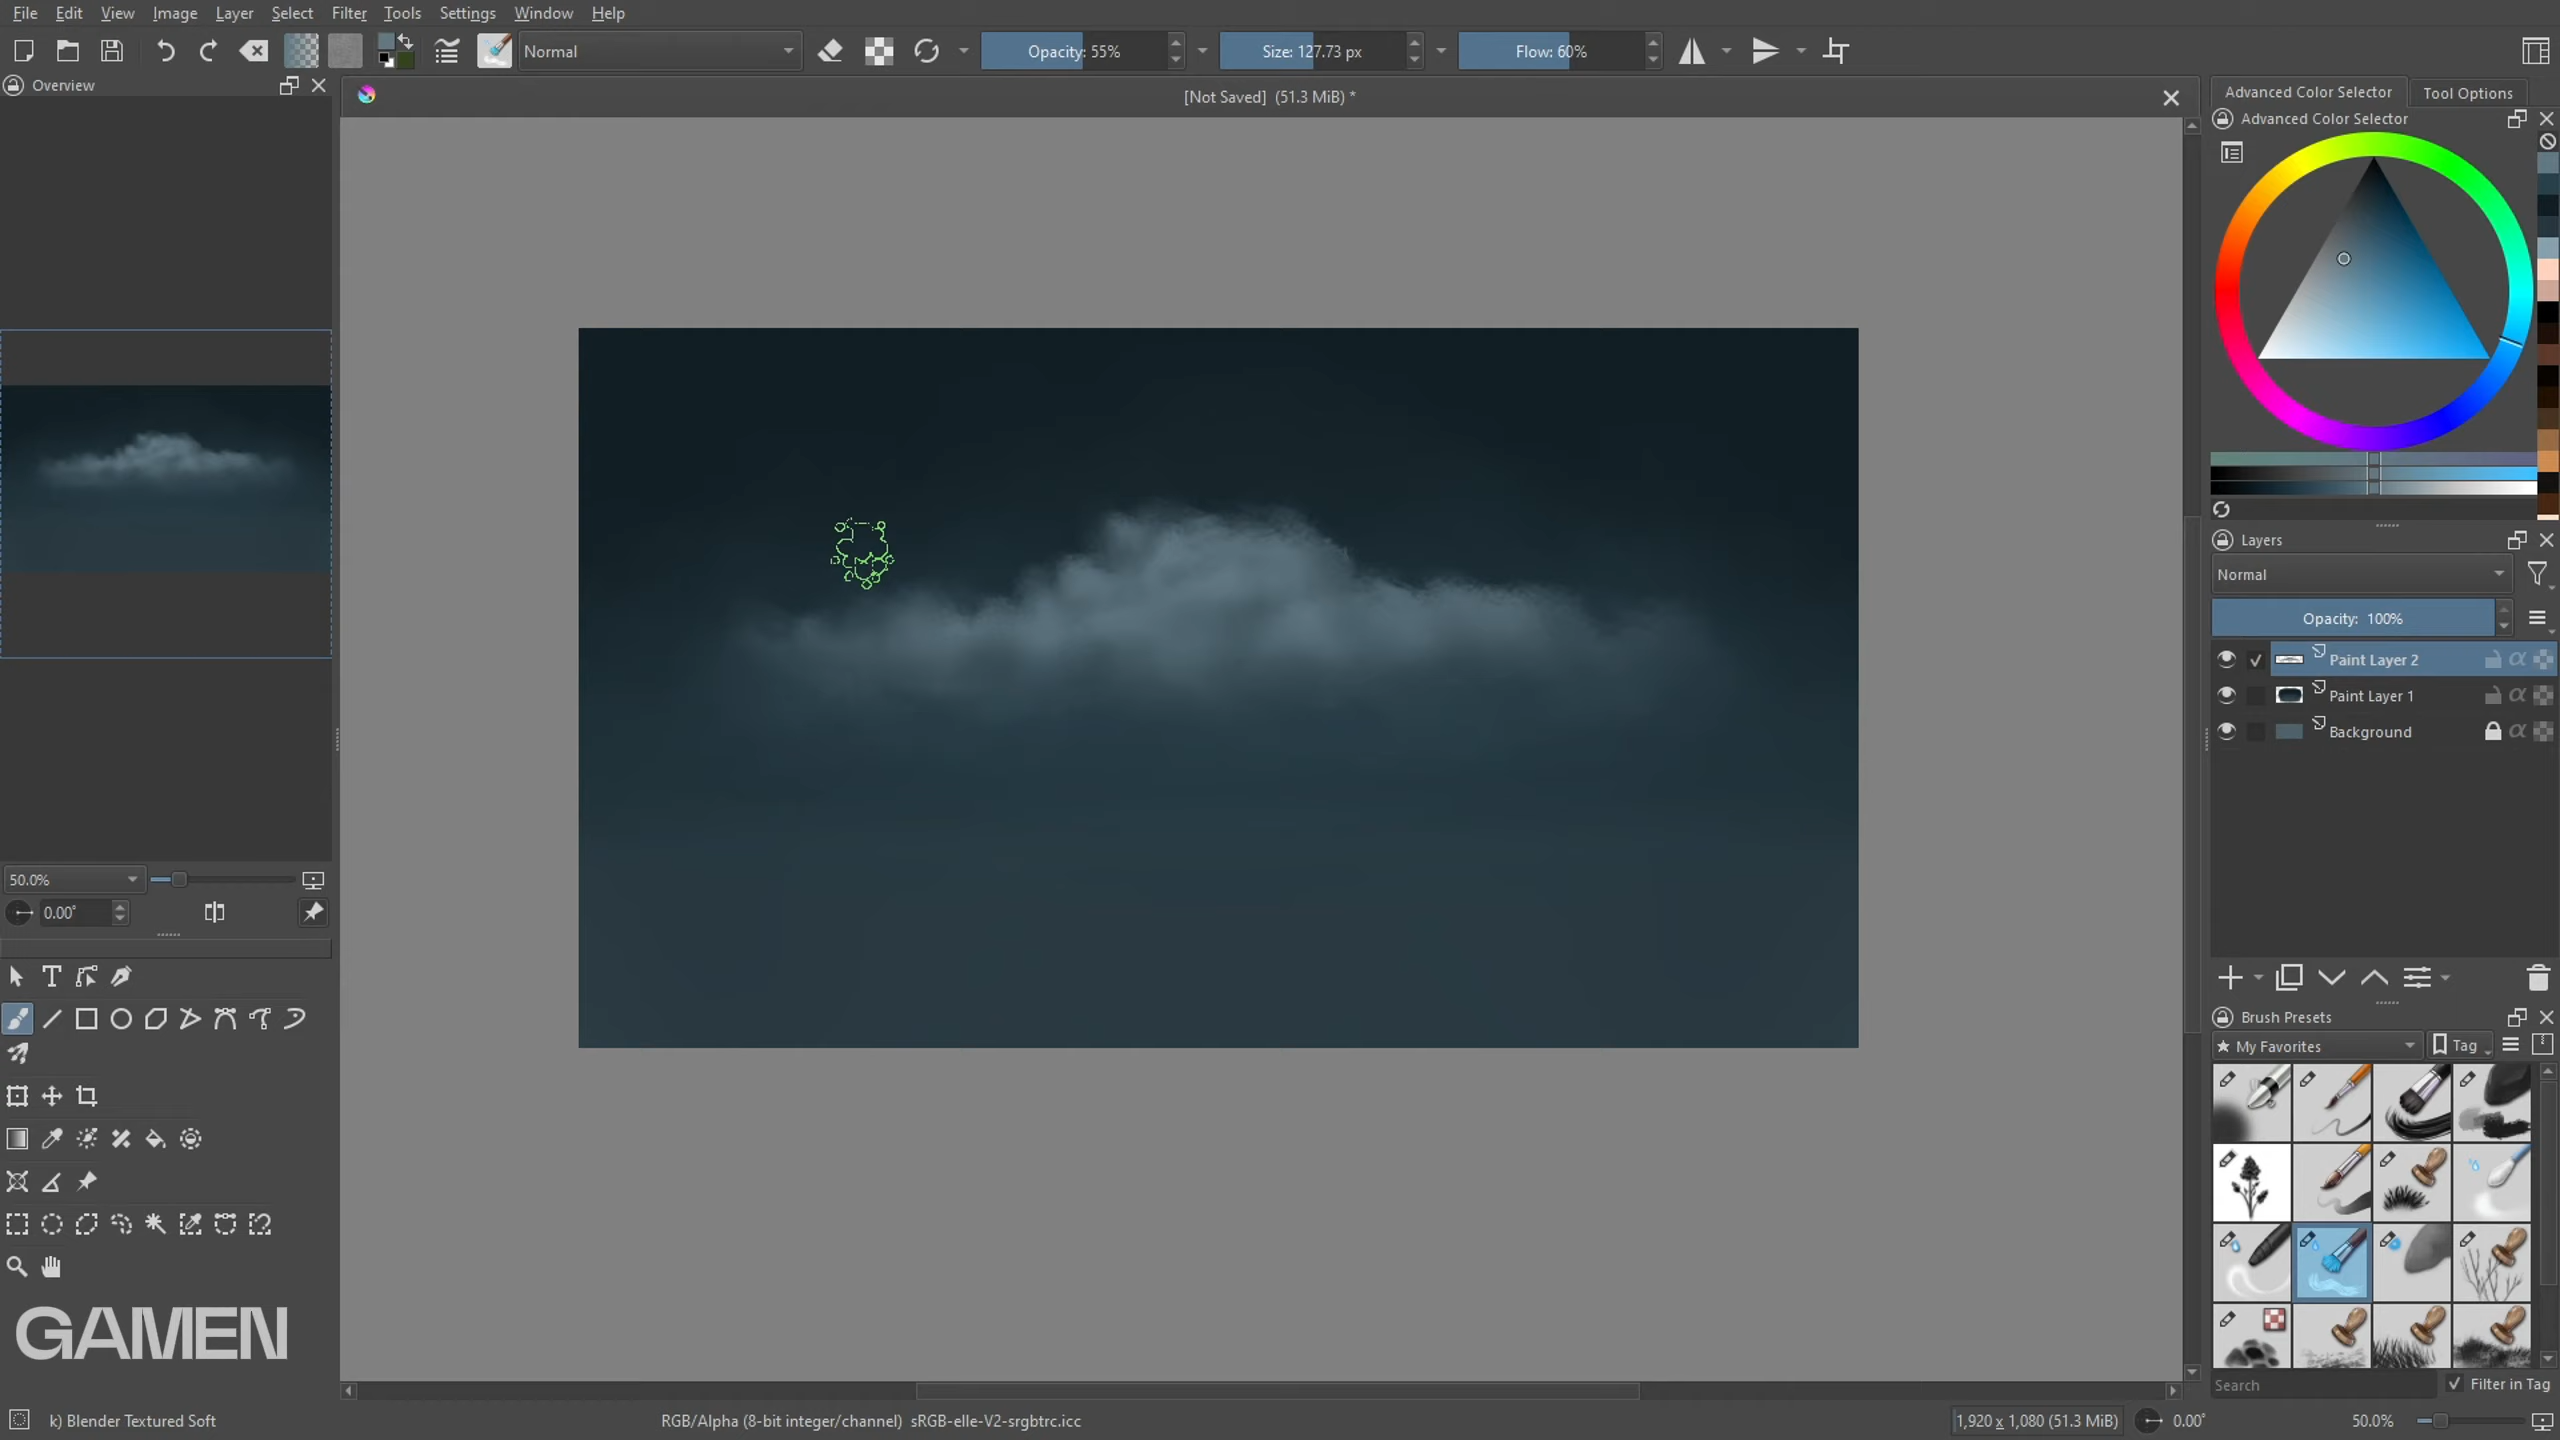 File Edit View Image Layer Select Filter Tools Settings Window Help
Normal Opacity: 55% Size: 127.73 px Flow: 60%
Overview
[Not Saved] (51.3 MiB) *
Advanced Color Selector Tool Options
Advanced Color Selector
Layers
Normal
Opacity: 100%
Paint Layer 2
Paint Layer 1
Background
50.0%
0.00°
Brush Presets
My Favorites Tag
Search Filter in Tag
GAMEN
k) Blender Textured Soft RGB/Alpha (8-bit integer/channel) sRGB-elle-V2-srgbtrc.icc 1,920 x 1,080 (51.3 MiB) 0.00° 50.0%